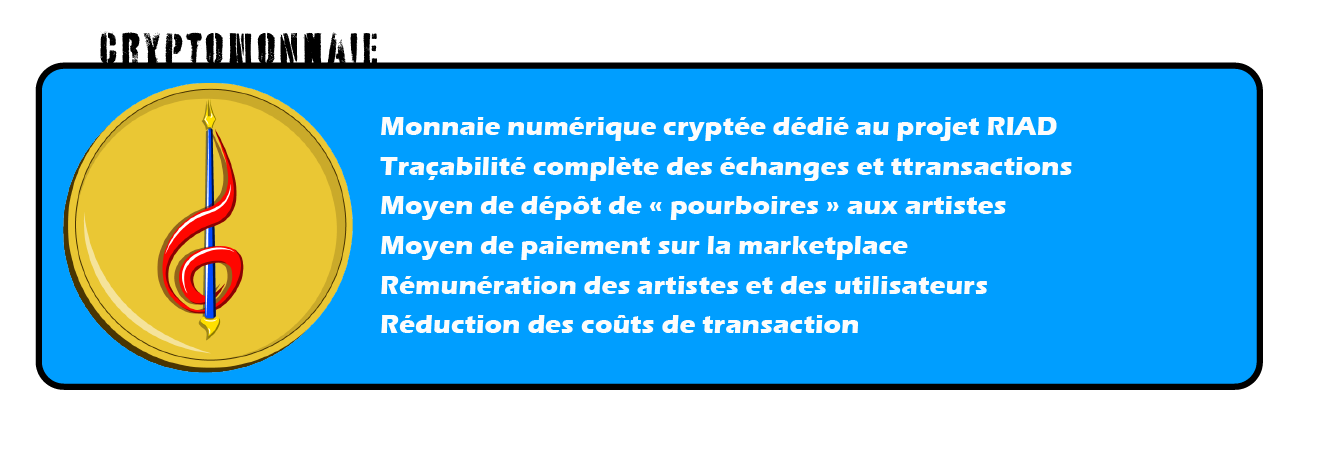 CRYPTOMONNAIE
Monnaie numérique cryptée dédié au projet RIAD
Traçabilité complète des échanges et ttransactions
Moyen de dépôt de « pourboires » aux artistes
Moyen de paiement sur la marketplace
Rémunération des artistes et des utilisateurs
Réduction des coûts de transaction